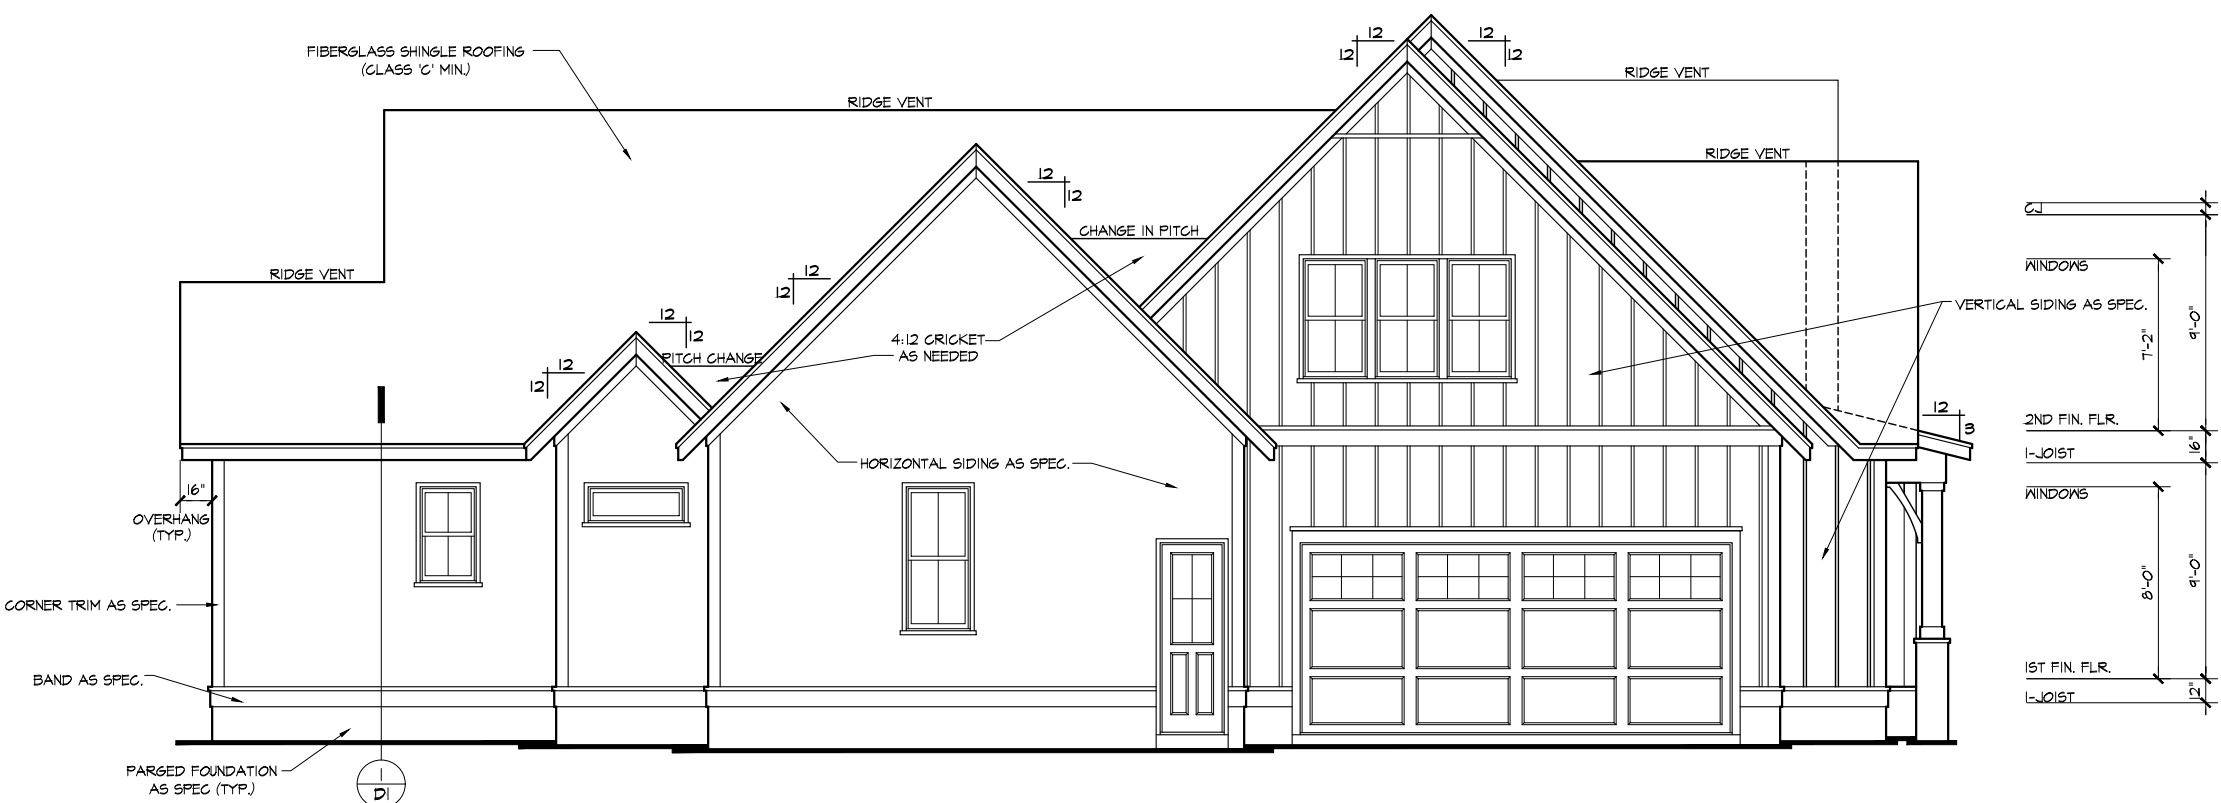 FIBERGLASS SHINGLE ROOFING
(CLASS 'C' MIN.)
12
12
12
12
RIDGE VENT
RIDGE VENT
RIDGE VENT
12
12
CHANGE IN PITCH
CJ
RIDGE VENT
12
12
WINDOWS
7'-2"
9'-0"
VERTICAL SIDING AS SPEC.
12
12
4:12 CRICKET
AS NEEDED
PITCH CHANGE
12
12
12
3
2ND FIN. FLR.
16"
I-JOIST
HORIZONTAL SIDING AS SPEC.
16"
OVERHANG
(TYP.)
WINDOWS
8'-0"
9'-0"
CORNER TRIM AS SPEC.
BAND AS SPEC.
1ST FIN. FLR.
12"
I-JOIST
PARGED FOUNDATION
AS SPEC (TYP.)
1
D1